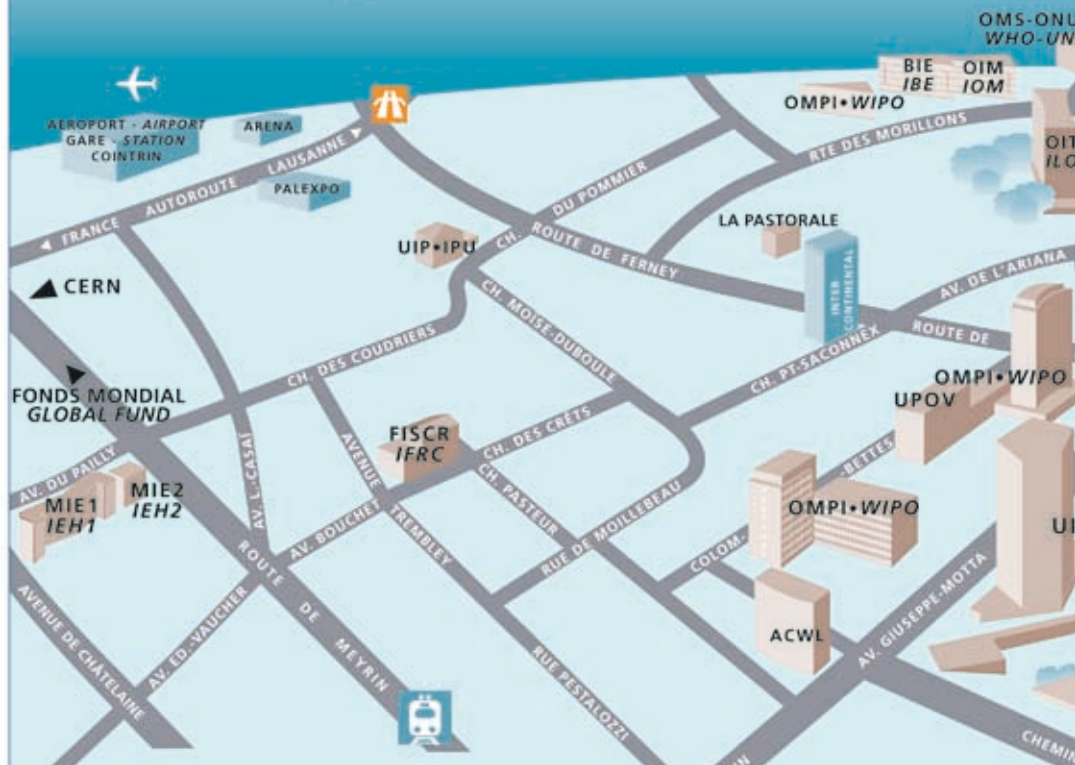 OMS-ONU
WHO-UN
BIE
IBE
OIM
IOM
OMPI•WIPO
AEROPORT - AIRPORT
GARE - STATION
COINTRIN
ARENA
RTE DES MORILLONS
OIT
ILO
AUTOROUTE LAUSANNE
PALEXPO
CH. DU POMMIER
LA PASTORALE
FRANCE
UIP•IPU
ROUTE DE FERNEY
INTER
CONTINENTAL
AV. DE L'ARIANA
CERN
CH. MOÏSE-DUBOULE
CH. DES COUDRIERS
CH. PT-SACONNEX
ROUTE DE
FONDS MONDIAL
GLOBAL FUND
OMPI•WIPO
UPOV
FISCR
IFRC
CH. DES CRÊTS
AV. DU PAILLY
AV. L.-CASAÏ
AVENUE TREMBLEY
CH. PASTEUR
COLOM-BETTES
MIE1
IEH1
MIE2
IEH2
AV. BOUCHET
RUE DE MOILLEBEAU
OMPI•WIPO
UI
AVENUE DE CHÂTELAINE
AV. ED.-VAUCHER
ROUTE DE MEYRIN
RUE PESTALOZZI
ACWL
AV. GIUSEPPE-MOTTA
CHEMIN
IN